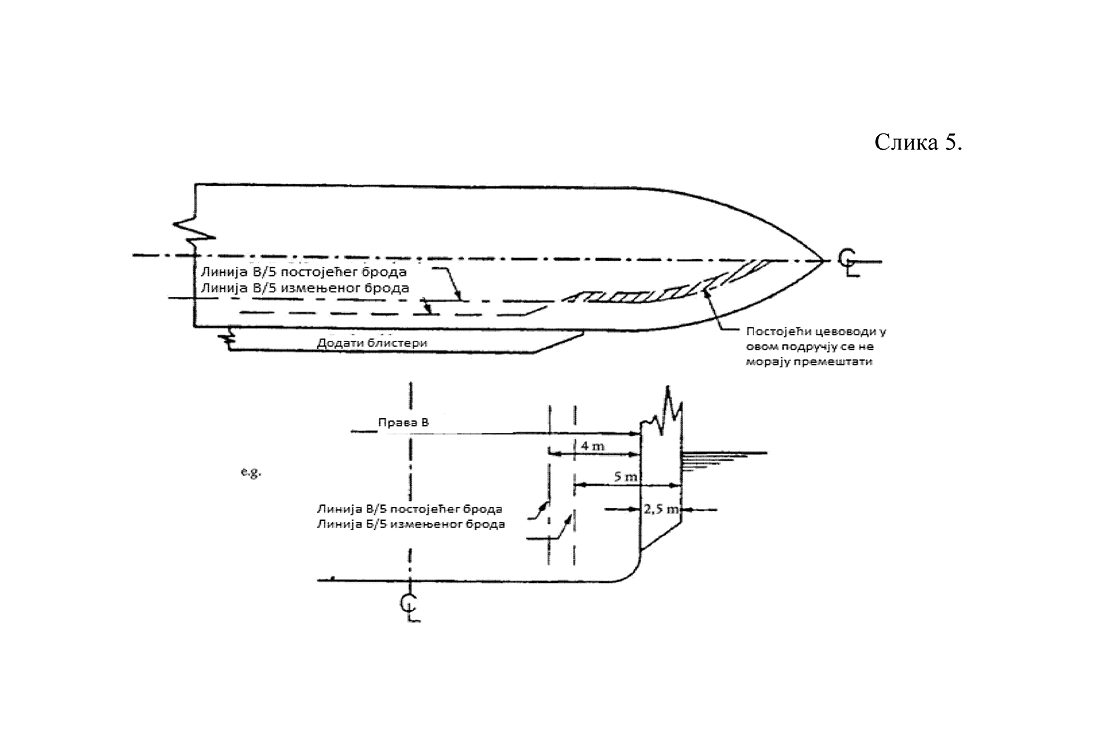 Слика 5.
Линија B/5 постојећег брода
Линија B/5 измењеног брода
Додати блистери
Постојећи цевоводи у
овом подручју се не
морају премештати
Права В
4 m
5 m
e.g.
Линија B/5 постојећег брода
Линија Б/5 измењеног брода
2,5 m